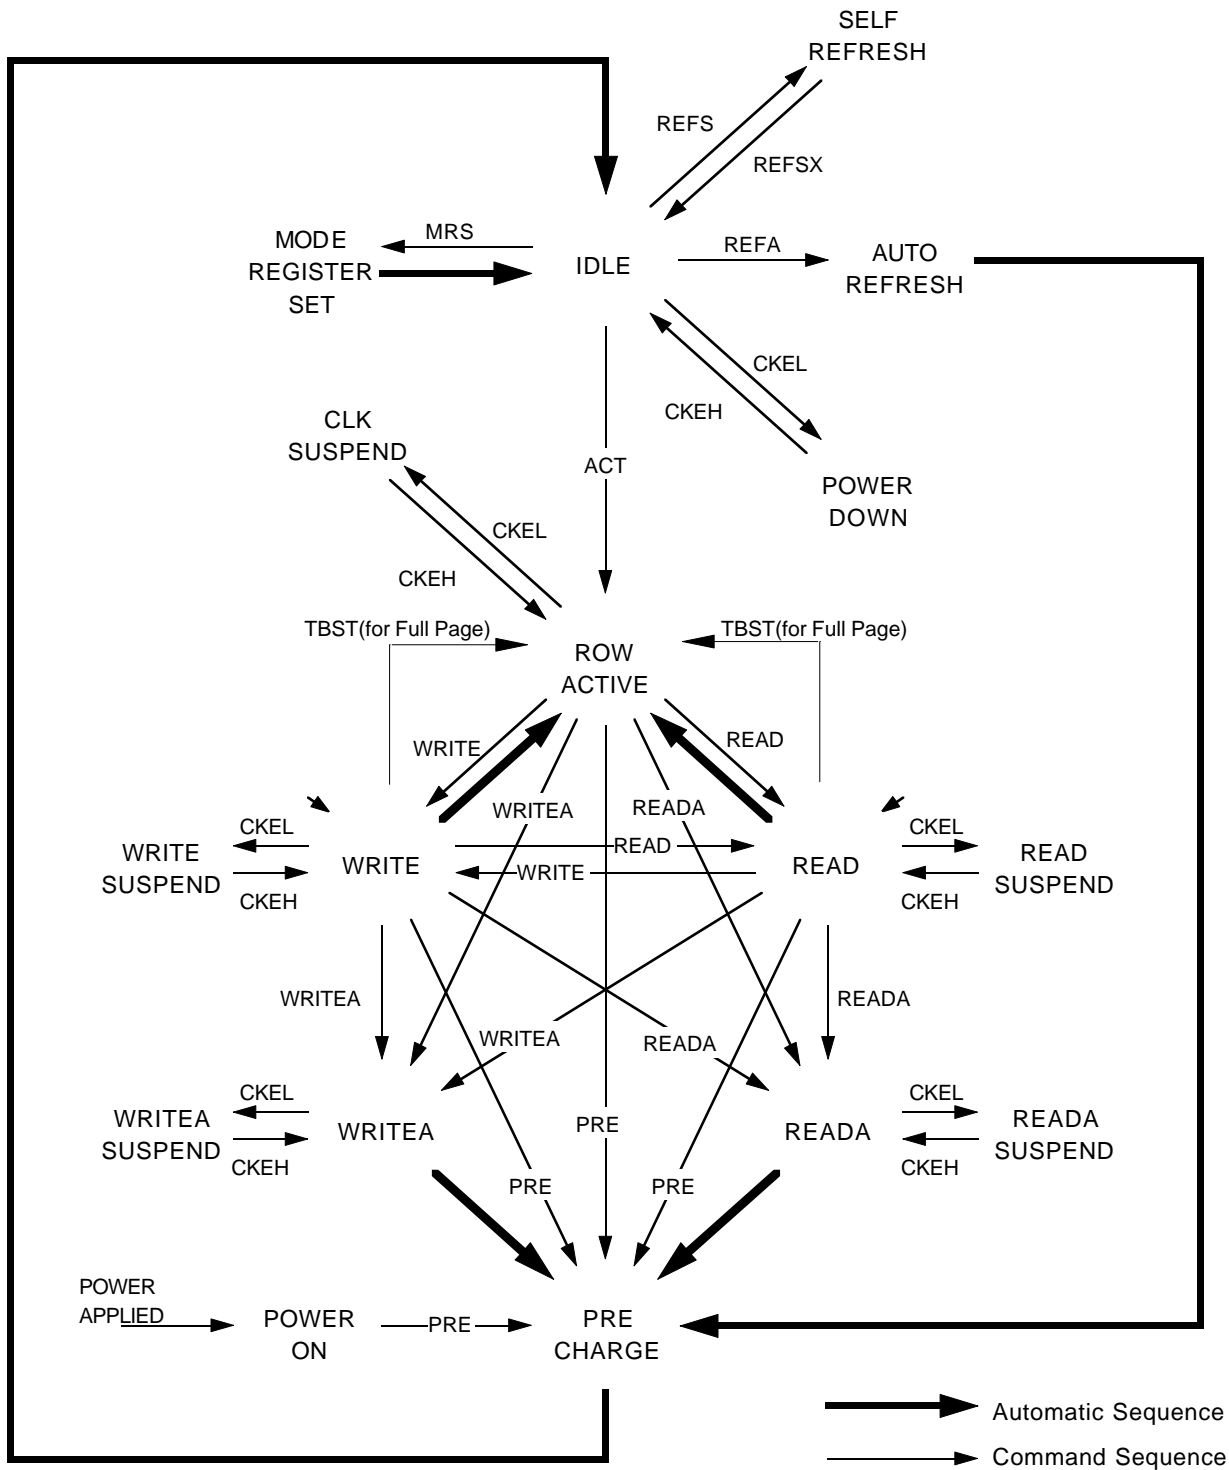 SELF
REFRESH
REFS
REFSX
MODE
REGISTER
SET
MRS
IDLE
REFA
AUTO
REFRESH
CKEL
CKEH
CLK
SUSPEND
ACT
POWER
DOWN
CKEL
CKEH
TBST(for Full Page)
TBST(for Full Page)
ROW
ACTIVE
WRITE
READ
WRITEA
READA
CKEL
WRITE
SUSPEND
CKEH
WRITE
READ
WRITE
READ
CKEL
READ
SUSPEND
CKEH
WRITEA
READA
WRITEA
READA
CKEL
WRITEA
SUSPEND
CKEH
WRITEA
PRE
READA
CKEL
READA
SUSPEND
CKEH
PRE
PRE
POWER
APPLIED
POWER
ON
PRE
PRE
CHARGE
Automatic Sequence
Command Sequence